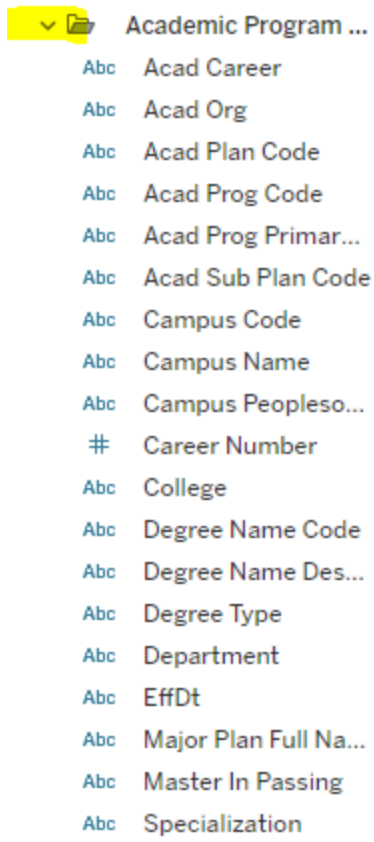 Academic Program ...
Abc Acad Career
Abc Acad Org
Abc Acad Plan Code
Abc Acad Prog Code
Abc Acad Prog Primar...
Abc Acad Sub Plan Code
Abc Campus Code
Abc Campus Name
Abc Campus Peopleso...
# Career Number
Abc College
Abc Degree Name Code
Abc Degree Name Des...
Abc Degree Type
Abc Department
Abc EffDt
Abc Major Plan Full Na...
Abc Master In Passing
Abc Specialization